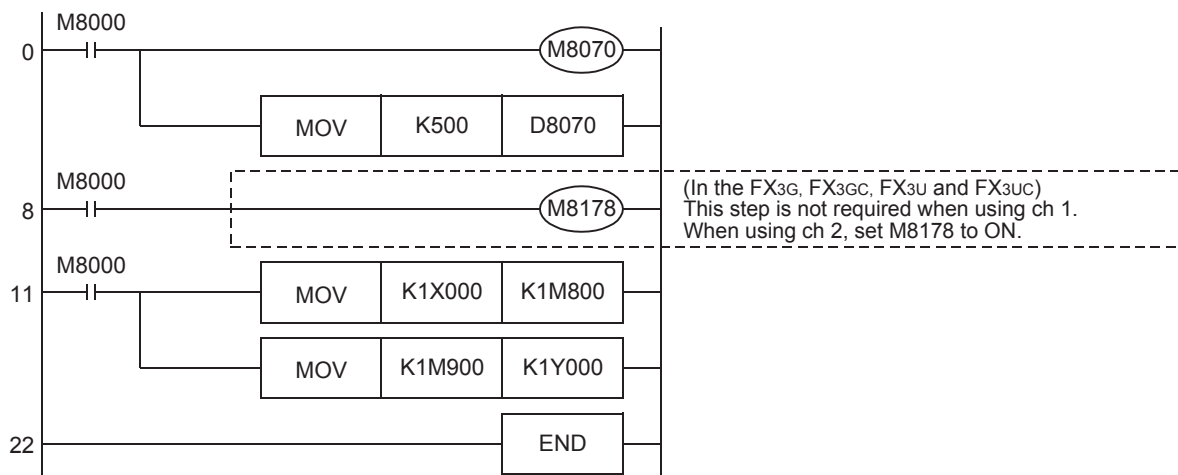 M8000
0 M8070
MOV K500 D8070
M8000
8 M8178
(In the FX3G, FX3GC, FX3U and FX3UC)
This step is not required when using ch 1.
When using ch 2, set M8178 to ON.
M8000
11 MOV K1X000 K1M800
MOV K1M900 K1Y000
22 END